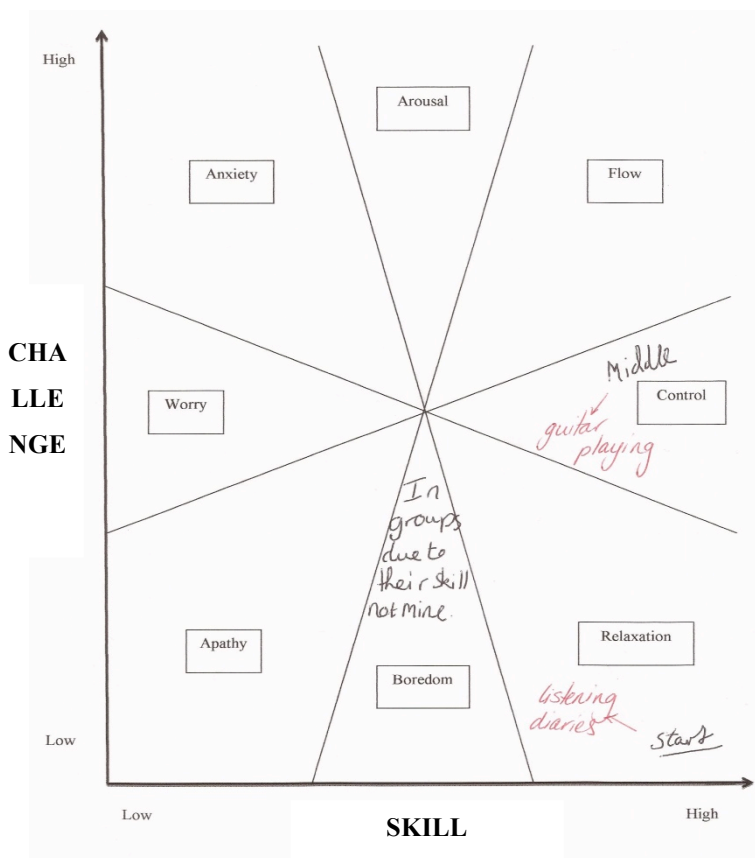 High
Arousal
Anxiety
Flow
CHA
LLE
NGE
Middle
Control
Worry
guitar
playing
In
groups
due to
their skill
not mine.
Apathy
Relaxation
Boredom
listening
diaries
start
Low
Low
High
SKILL